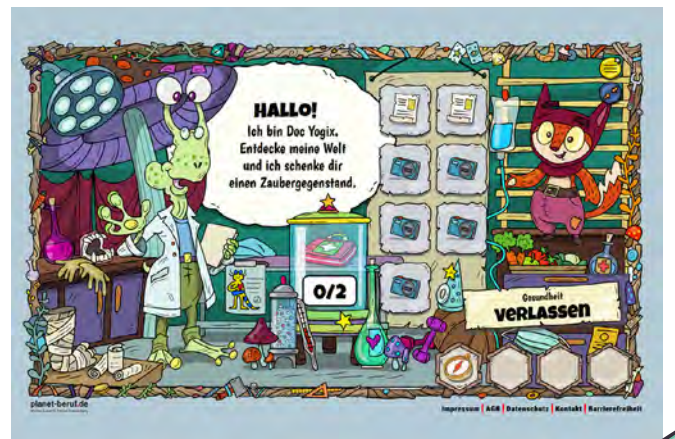 HALLO!
Ich bin Doc Yogix.
Entdecke meine Welt
und ich schenke dir
einen Zaubergegenstand.
0/2
Gesundheit
VERLASSEN
planet-beruf.de
Impressum | AGB | Datenschutz | Kontakt | Barrierefreiheit